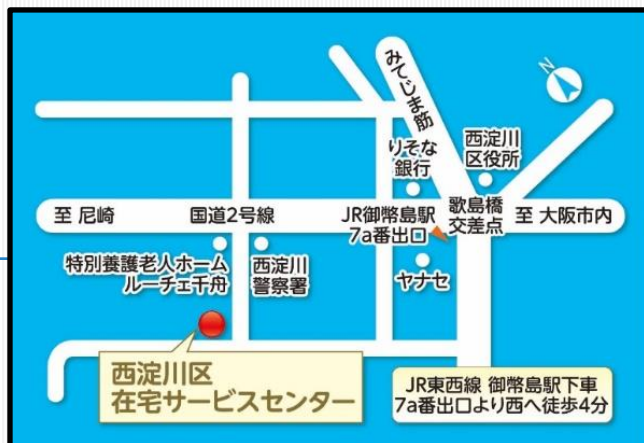 N
みてじま筋
りそな
銀行
西淀川
区役所
至 尼崎
国道2号線
JR御幣島駅
7a番出口
歌島橋
交差点
至 大阪市内
特別養護老人ホーム
ルーチェ千舟
西淀川
警察署
ヤナセ
西淀川区
在宅サービスセンター
JR東西線 御幣島駅下車
7a番出口より西へ徒歩4分